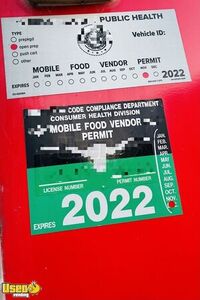 PUBLIC HEALTH
Vehicle ID:
TYPE
prepkgd
open prep
push cart
other
MOBILE FOOD VENDOR PERMIT
JAN FEB MAR APR MAY JUN JUL AUG SEP OCT NOV DEC
EXPIRES
2022
CODE COMPLIANCE DEPARTMENT
CONSUMER HEALTH DIVISION
MOBILE FOOD VENDOR
PERMIT
JAN.
FEB.
MAR.
APR.
MAY
JUN.
JUL.
AUG.
SEP.
OCT.
NOV.
LICENSE NUMBER
PERMIT NUMBER
EXPIRES
2022
Used
vending